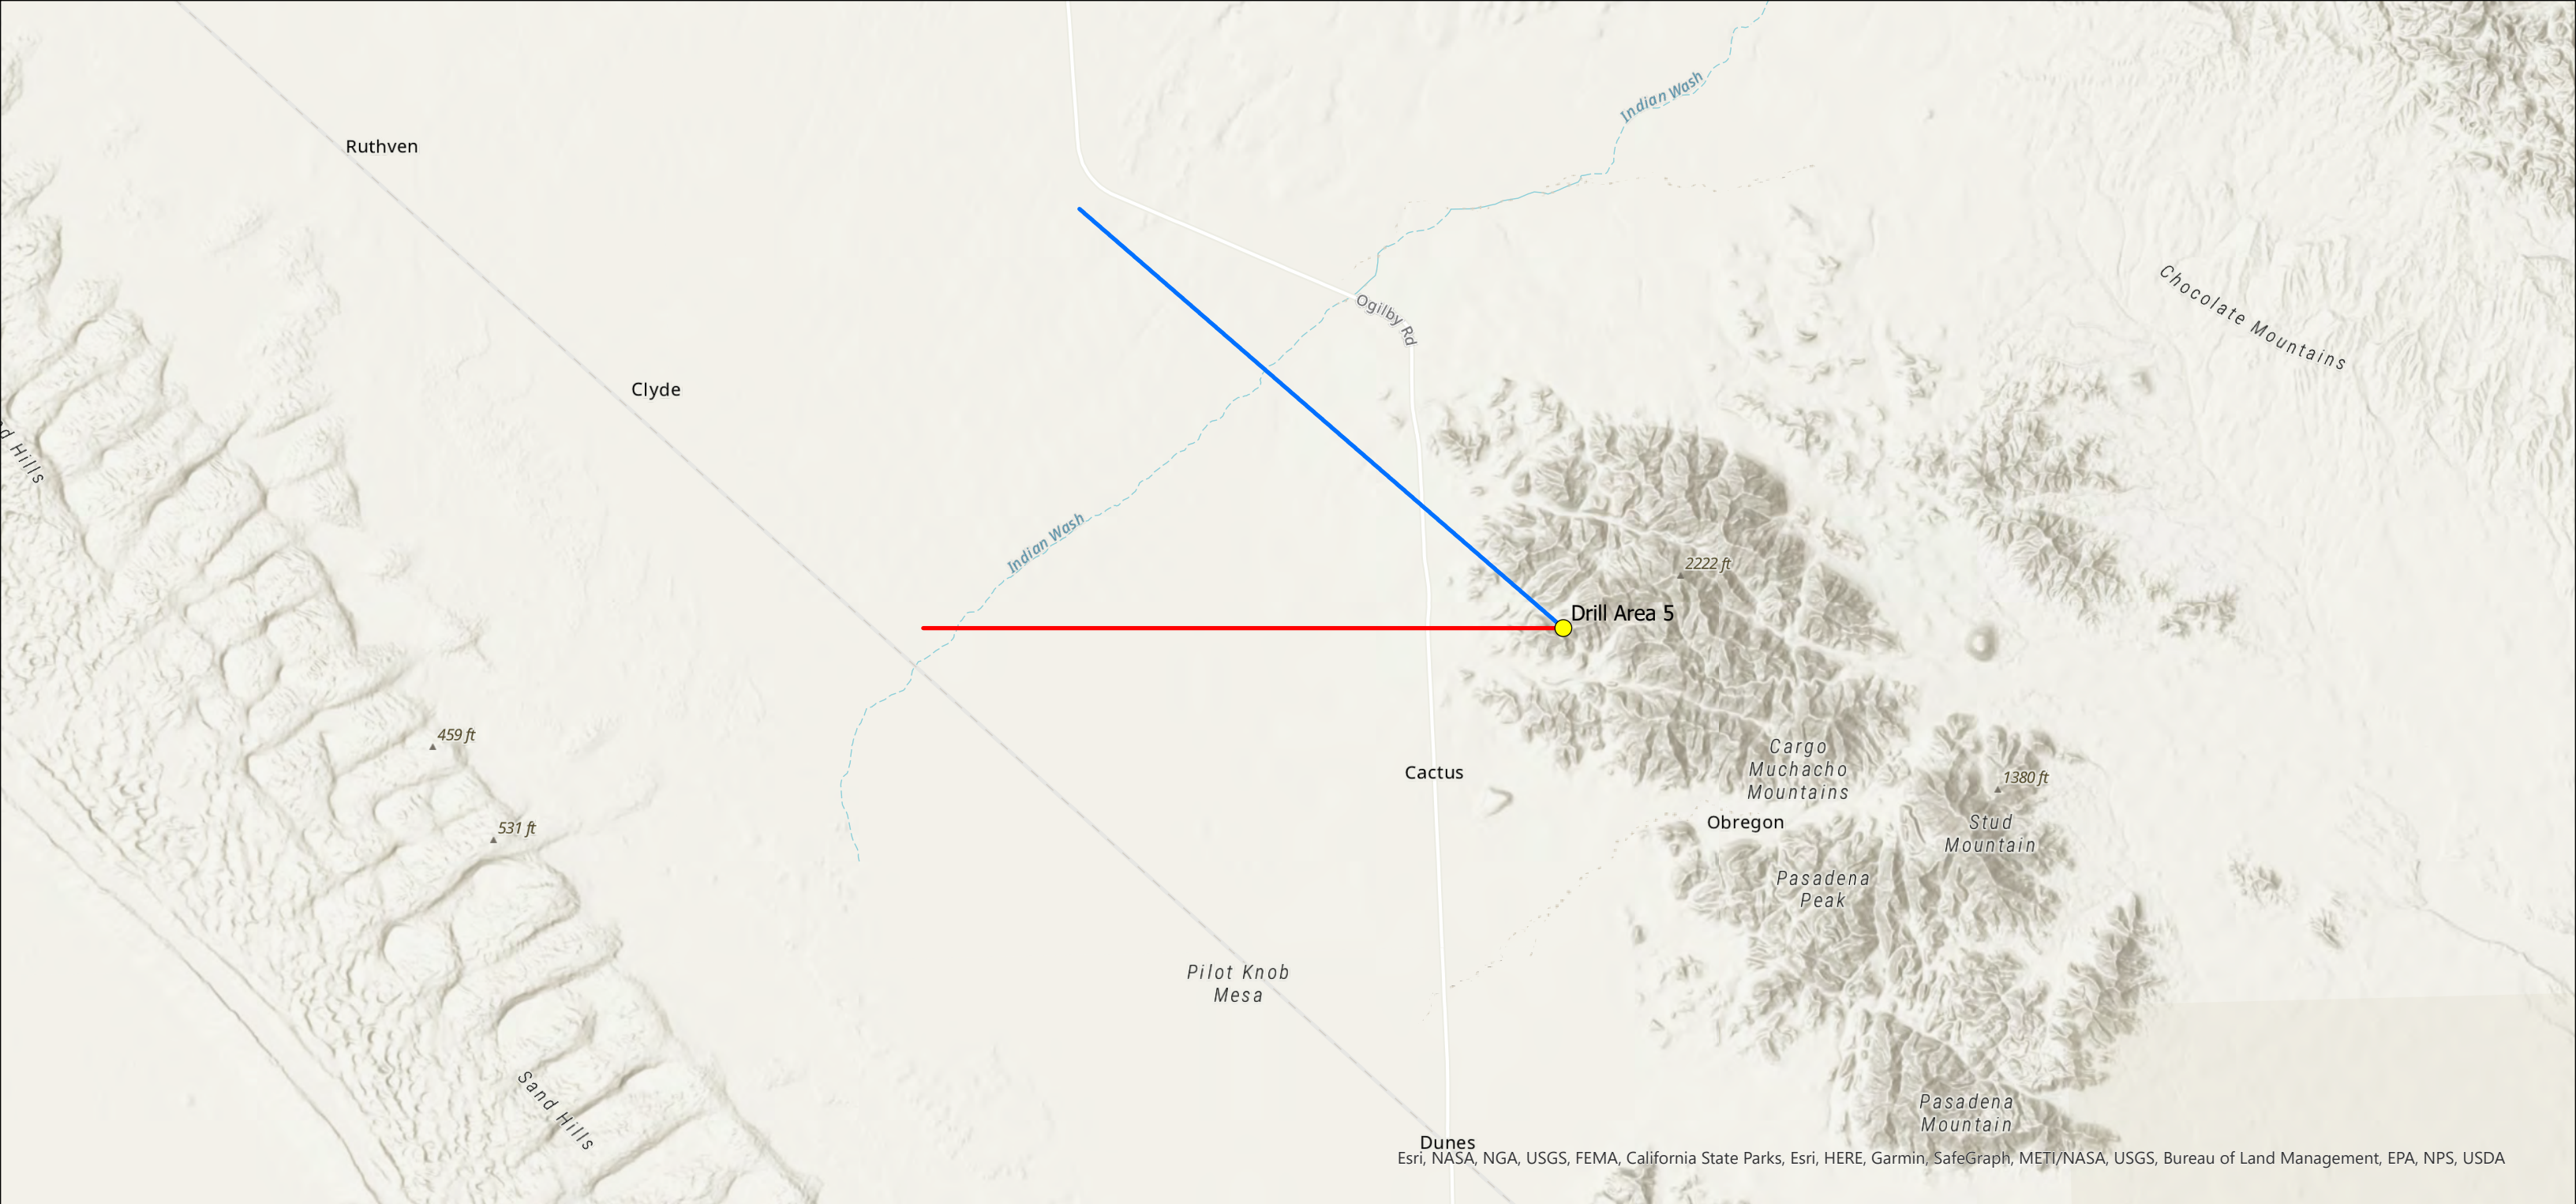 Indian Wash
Ruthven
Chocolate Mountains
Ogilby Rd
Clyde
d Hills
Indian Wash
2222 ft
Drill Area 5
459 ft
Cargo
Muchacho
Mountains
Cactus
1380 ft
531 ft
Obregon
Stud
Mountain
Pasadena
Peak
Pilot Knob
Mesa
Sand Hills
Pasadena
Mountain
Dunes
Esri, NASA, NGA, USGS, FEMA, California State Parks, Esri, HERE, Garmin, SafeGraph, METI/NASA, USGS, Bureau of Land Management, EPA, NPS, USDA